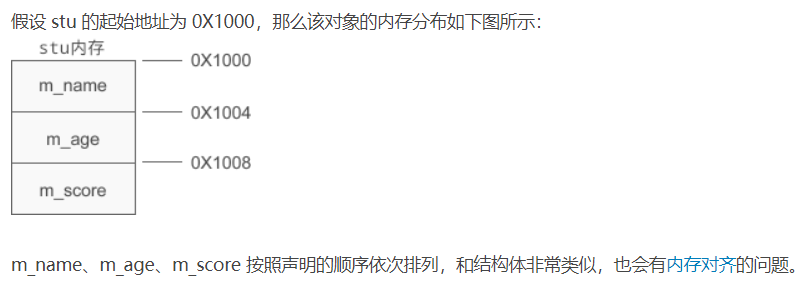 假设 stu 的起始地址为 0X1000，那么该对象的内存分布如下图所示：
stu内存
0X1000
m_name
0X1004
m_age
0X1008
m_score
m_name、m_age、m_score 按照声明的顺序依次排列，和结构体非常类似，也会有内存对齐的问题。